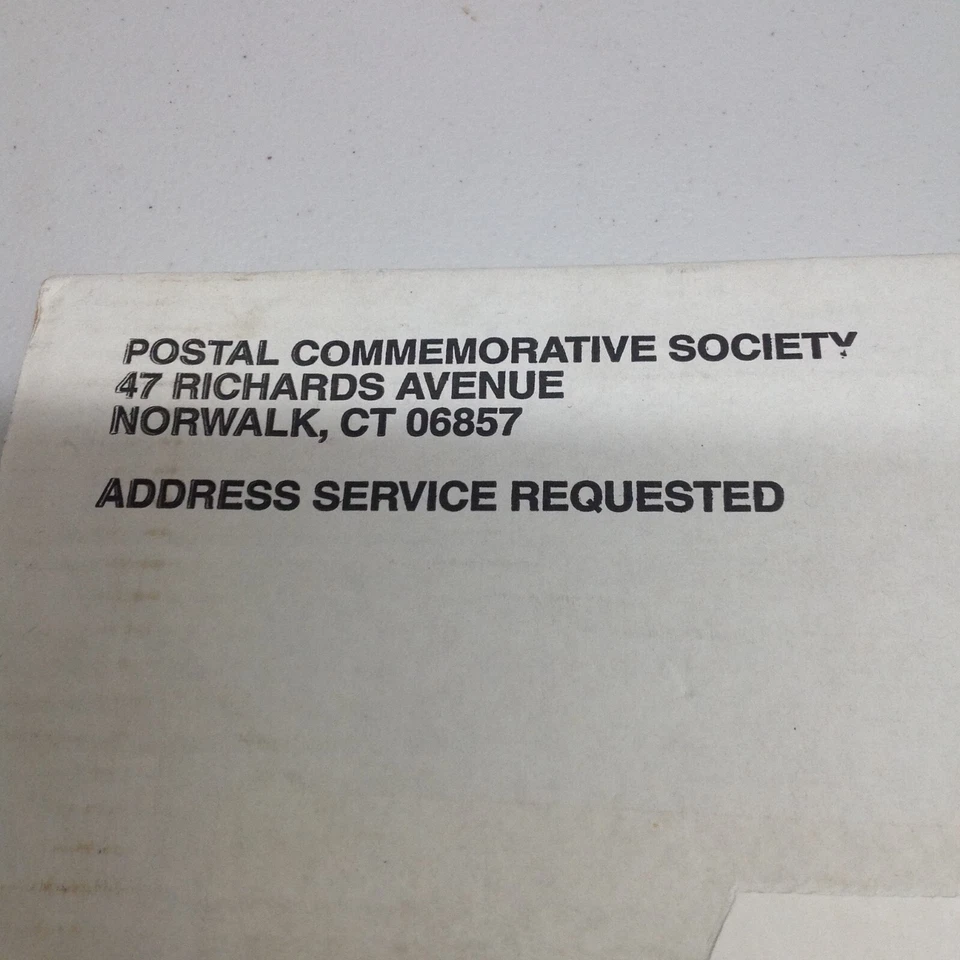 POSTAL COMMEMORATIVE SOCIETY
47 RICHARDS AVENUE
NORWALK, CT 06857
ADDRESS SERVICE REQUESTED